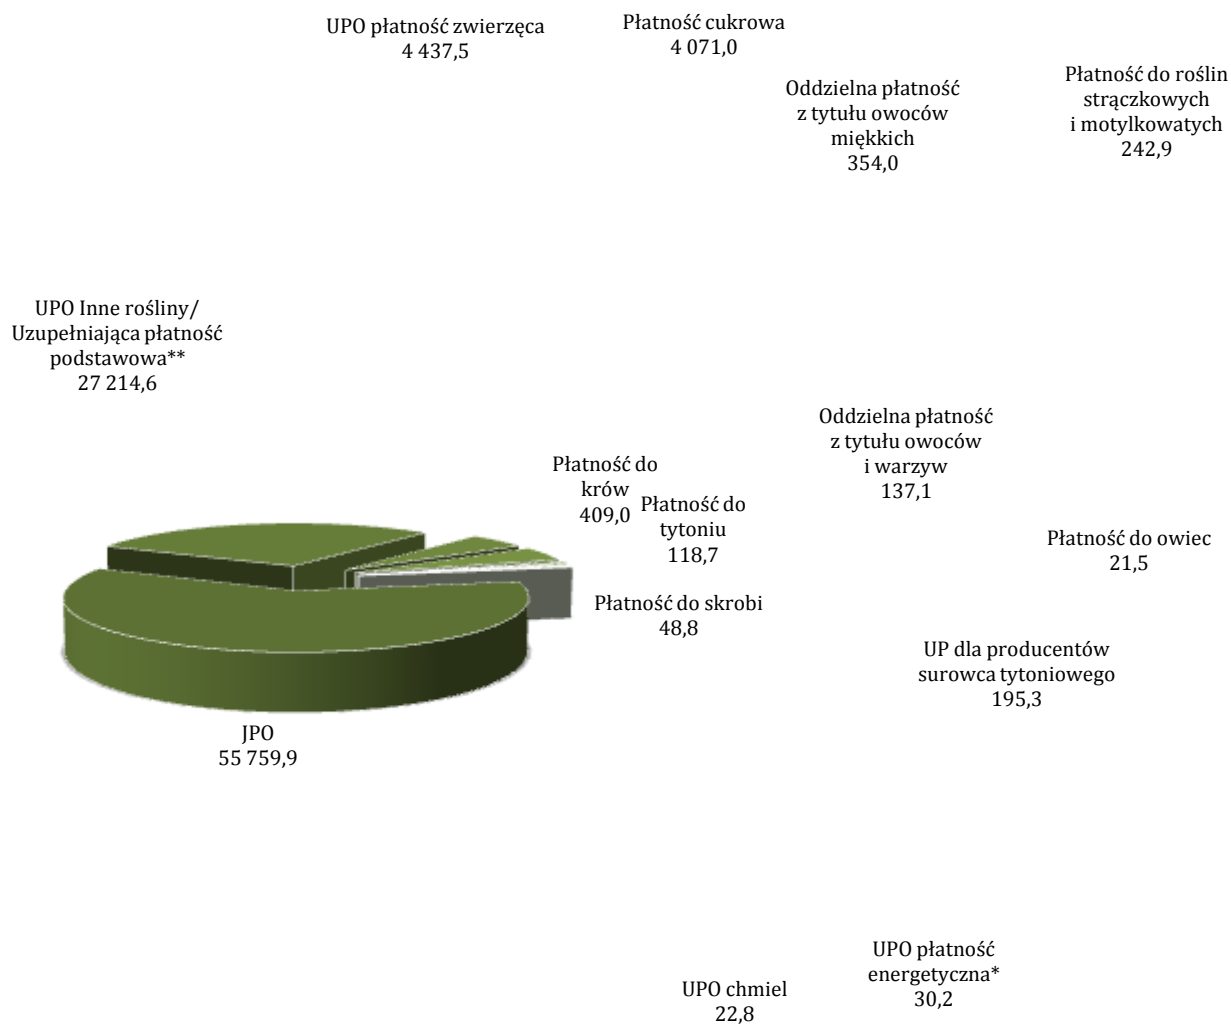 UPO płatność zwierzęca
4 437,5
Płatność cukrowa
4 071,0
Oddzielna płatność
z tytułu owoców
miękkich
354,0
Płatność do roślin
strączkowych
i motylkowatych
242,9
UPO Inne rośliny/
Uzupełniająca płatność
podstawowa**
27 214,6
Płatność do
krów
409,0
Płatność do
tytoniu
118,7
Oddzielna płatność
z tytułu owoców
i warzyw
137,1
Płatność do owiec
21,5
Płatność do skrobi
48,8
UP dla producentów
surowca tytoniowego
195,3
JPO
55 759,9
UPO płatność
energetyczna*
30,2
UPO chmiel
22,8